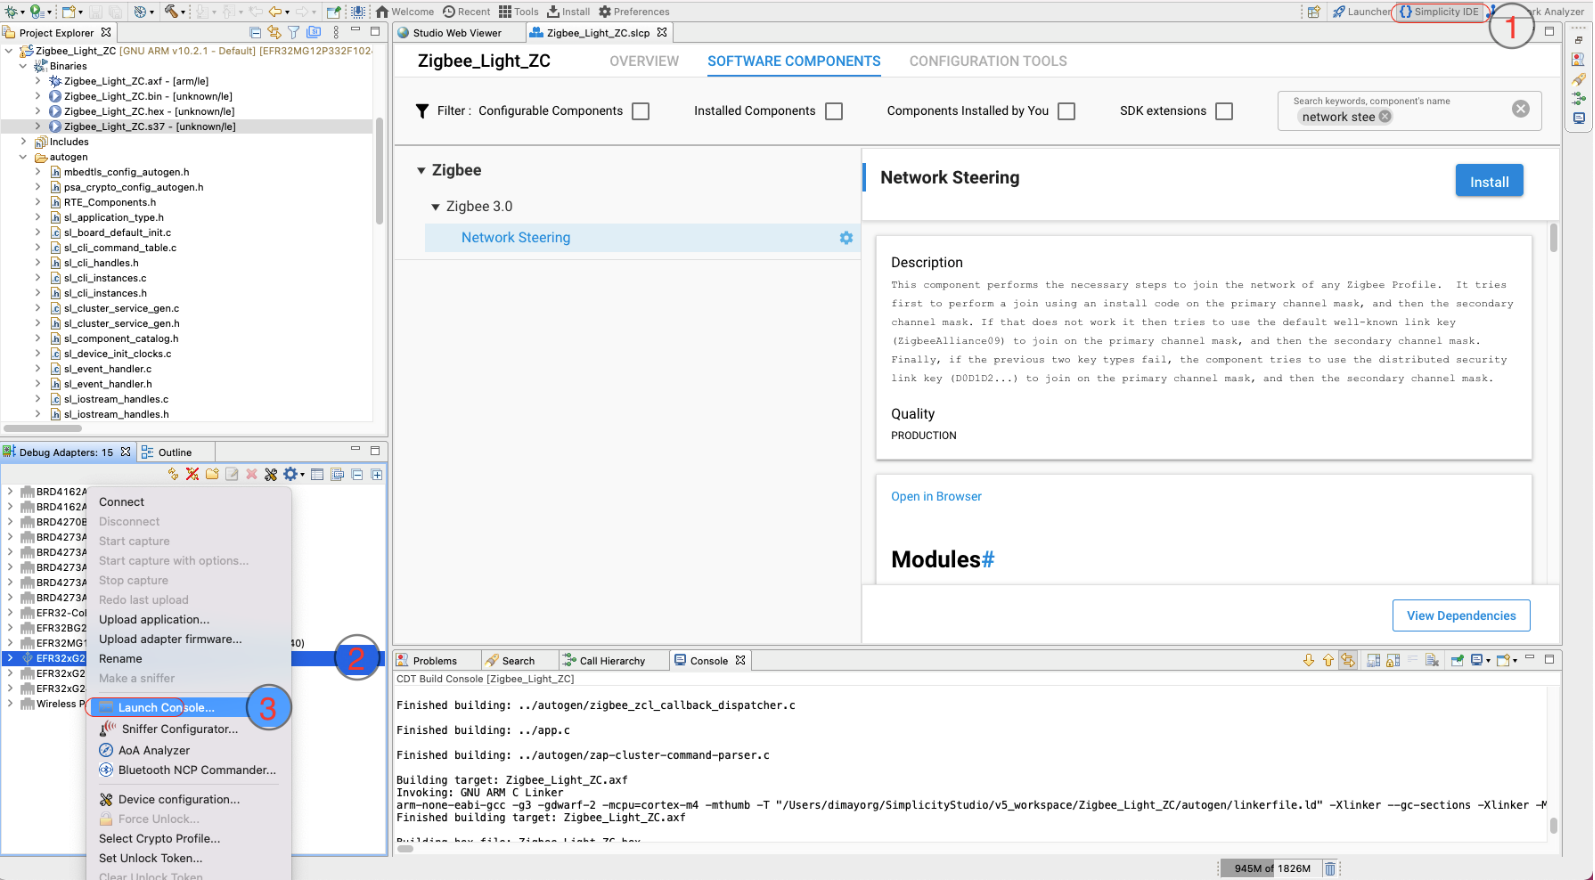 Welcome Recent Tools Install Preferences Launcher {} Simplicity IDE rk Analyzer
1
Project Explorer
Studio Web Viewer Zigbee_Light_ZC.slcp
Zigbee_Light_ZC [GNU ARM v10.2.1 - Default] [EFR32MG12P332F102
Binaries
Zigbee_Light_ZC.axf - [arm/le]
Zigbee_Light_ZC.bin - [unknown/le]
Zigbee_Light_ZC.hex - [unknown/le]
Zigbee_Light_ZC.s37 - [unknown/le]
Includes
autogen
mbedtls_config_autogen.h
psa_crypto_config_autogen.h
RTE_Components.h
sl_application_type.h
sl_board_default_init.c
sl_cli_command_table.c
sl_cli_handles.h
sl_cli_instances.c
sl_cli_instances.h
sl_cluster_service_gen.c
sl_cluster_service_gen.h
sl_component_catalog.h
sl_device_init_clocks.c
sl_event_handler.c
sl_event_handler.h
sl_iostream_handles.c
sl_iostream_handles.h
Zigbee_Light_ZC OVERVIEW SOFTWARE COMPONENTS CONFIGURATION TOOLS
Filter : Configurable Components Installed Components Components Installed by You SDK extensions
Search keywords, component's name
network stee
Zigbee
Zigbee 3.0
Network Steering
Network Steering
Install
Description
This component performs the necessary steps to join the network of any Zigbee Profile. It tries
first to perform a join using an install code on the primary channel mask, and then the secondary
channel mask. If that does not work it then tries to use the default well-known link key
(ZigbeeAlliance09) to join on the primary channel mask, and then the secondary channel mask.
Finally, if the previous two key types fail, the component tries to use the distributed security
link key (D0D1D2...) to join on the primary channel mask, and then the secondary channel mask.
Quality
PRODUCTION
Open in Browser
Modules#
View Dependencies
Debug Adapters: 15 Outline
BRD4162A
BRD4162A
BRD4270B
BRD4273A
BRD4273A
BRD4273A
BRD4273A
BRD4273A
EFR32-Col
EFR32BG2
EFR32MG1 40)
EFR32xG2
EFR32xG2
EFR32xG2
Wireless P
2
Connect
Disconnect
Start capture
Start capture with options...
Stop capture
Redo last upload
Upload application...
Upload adapter firmware...
Rename
Make a sniffer
Launch Console...
3
Sniffer Configurator...
AoA Analyzer
Bluetooth NCP Commander...
Device configuration...
Force Unlock...
Select Crypto Profile...
Set Unlock Token...
Clear Unlock Token
Problems Search Call Hierarchy Console
CDT Build Console [Zigbee_Light_ZC]
Finished building: ../autogen/zigbee_zcl_callback_dispatcher.c
Finished building: ../app.c
Finished building: ../autogen/zap-cluster-command-parser.c
Building target: Zigbee_Light_ZC.axf
Invoking: GNU ARM C Linker
arm-none-eabi-gcc -g3 -gdwarf-2 -mcpu=cortex-m4 -mthumb -T "/Users/dimayorg/SimplicityStudio/v5_workspace/Zigbee_Light_ZC/autogen/linkerfile.ld" -Xlinker --gc-sections -Xlinker -M
Finished building target: Zigbee_Light_ZC.axf
Building hex file: Zigbee_Light_ZC.hex
945M of 1826M